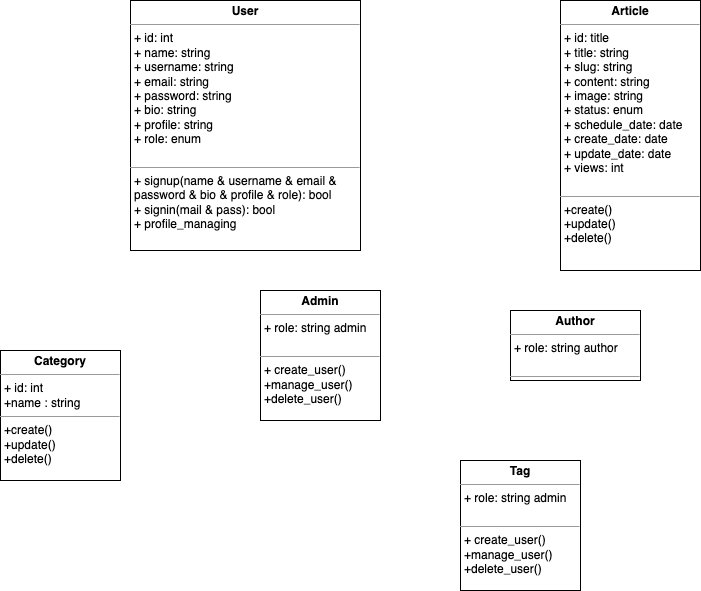 User
+ id: int
+ name: string
+ username: string
+ email: string
+ password: string
+ bio: string
+ profile: string
+ role: enum
+ signup(name & username & email &
password & bio & profile & role): bool
+ signin(mail & pass): bool
+ profile_managing
Article
+ id: title
+ title: string
+ slug: string
+ content: string
+ image: string
+ status: enum
+ schedule_date: date
+ create_date: date
+ update_date: date
+ views: int
+create()
+update()
+delete()
Admin
+ role: string admin
+ create_user()
+manage_user()
+delete_user()
Author
+ role: string author
Category
+ id: int
+name : string
+create()
+update()
+delete()
Tag
+ role: string admin
+ create_user()
+manage_user()
+delete_user()